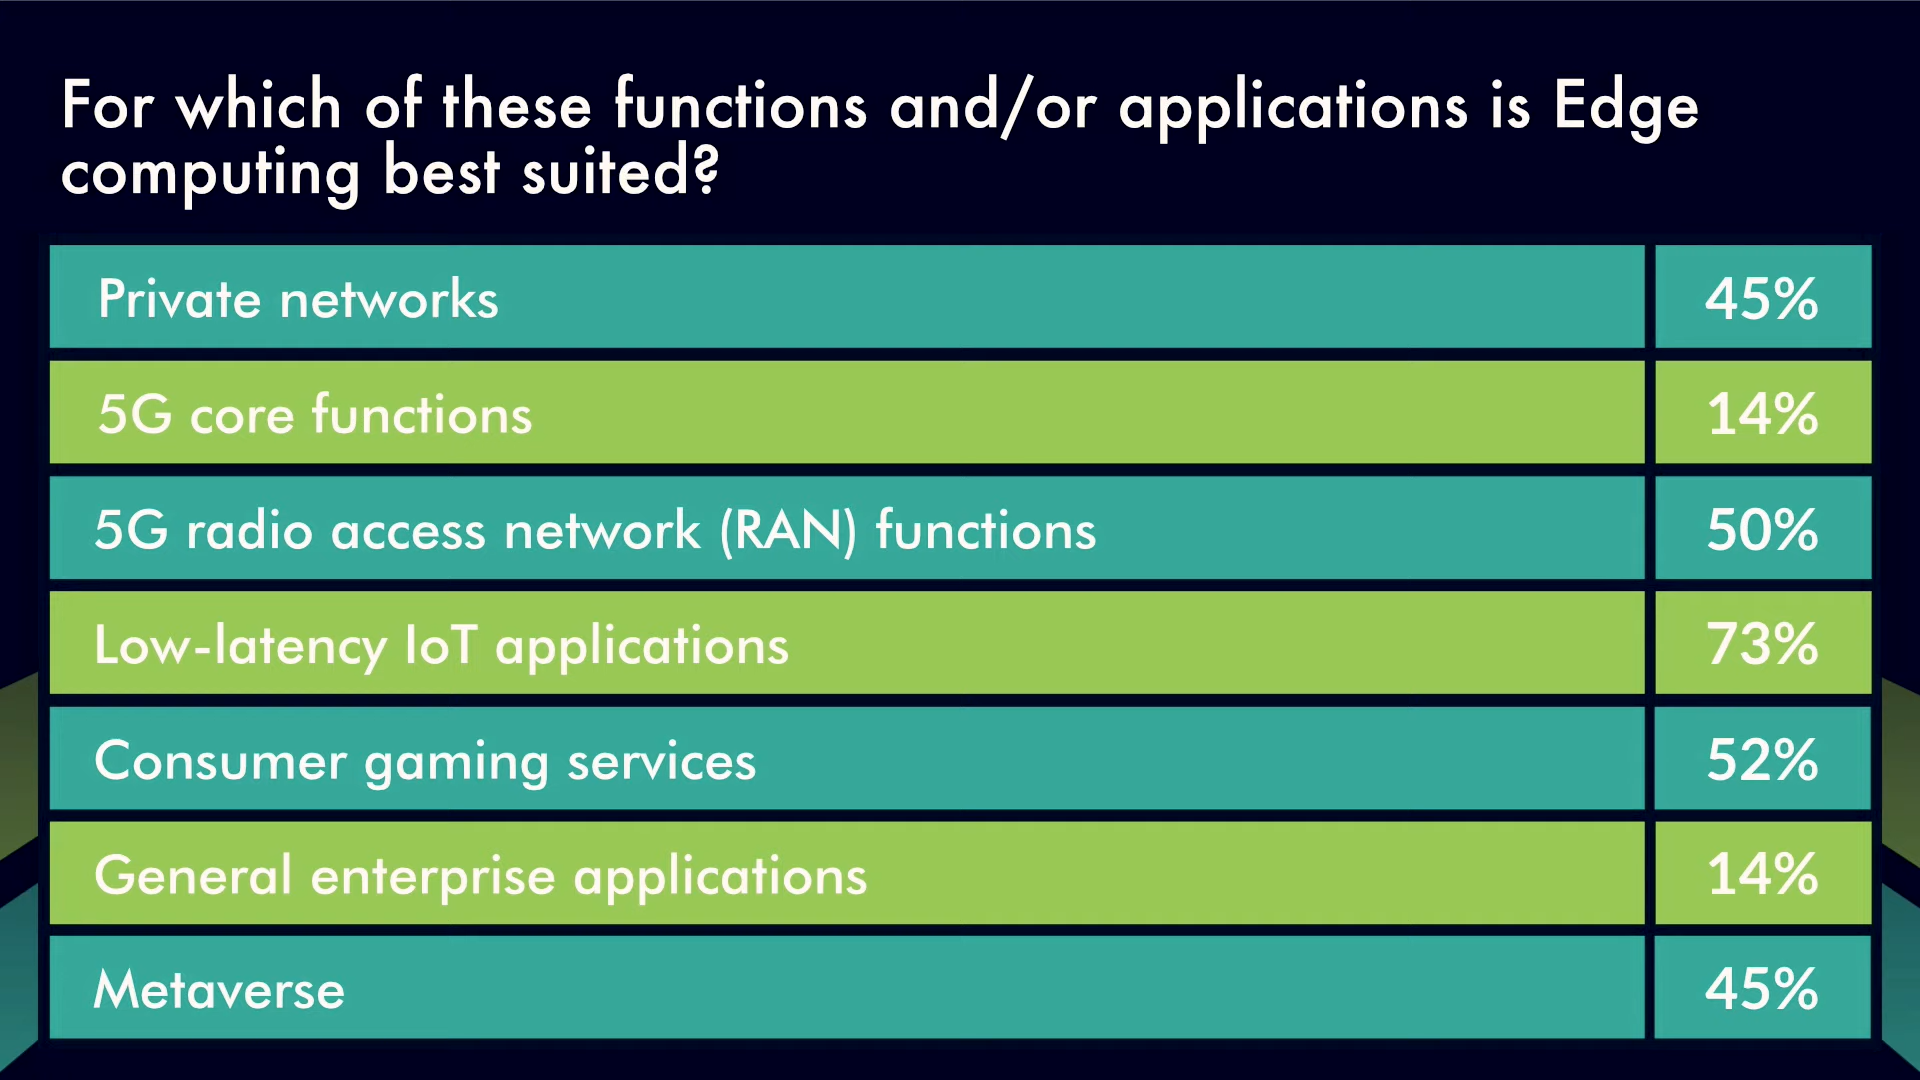 For which of these functions and/or applications is Edge
computing best suited?
Private networks 45%
5G core functions 14%
5G radio access network (RAN) functions 50%
Low-latency IoT applications 73%
Consumer gaming services 52%
General enterprise applications 14%
Metaverse 45%